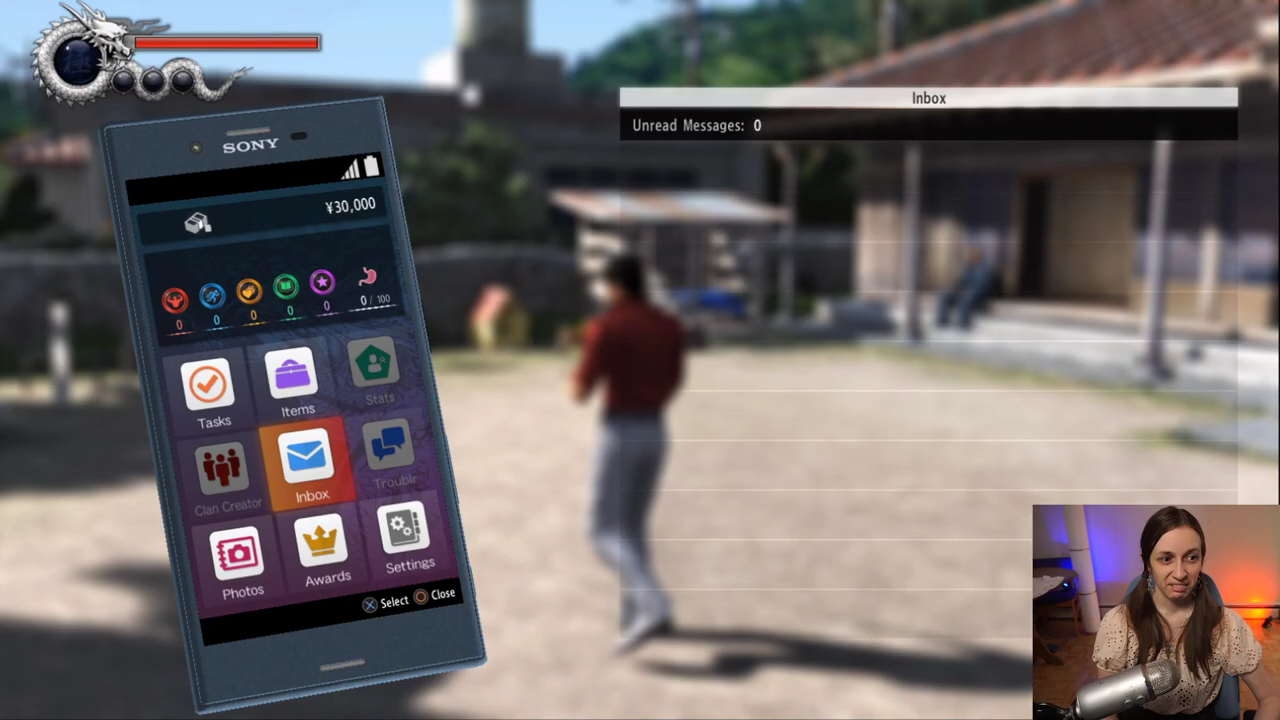 Inbox
Unread Messages: 0
SONY
¥30,000
0 0 0 0 0 0 / 100
Tasks Items Stats
Clan Creator Inbox Troublr
Photos Awards Settings
Select Close